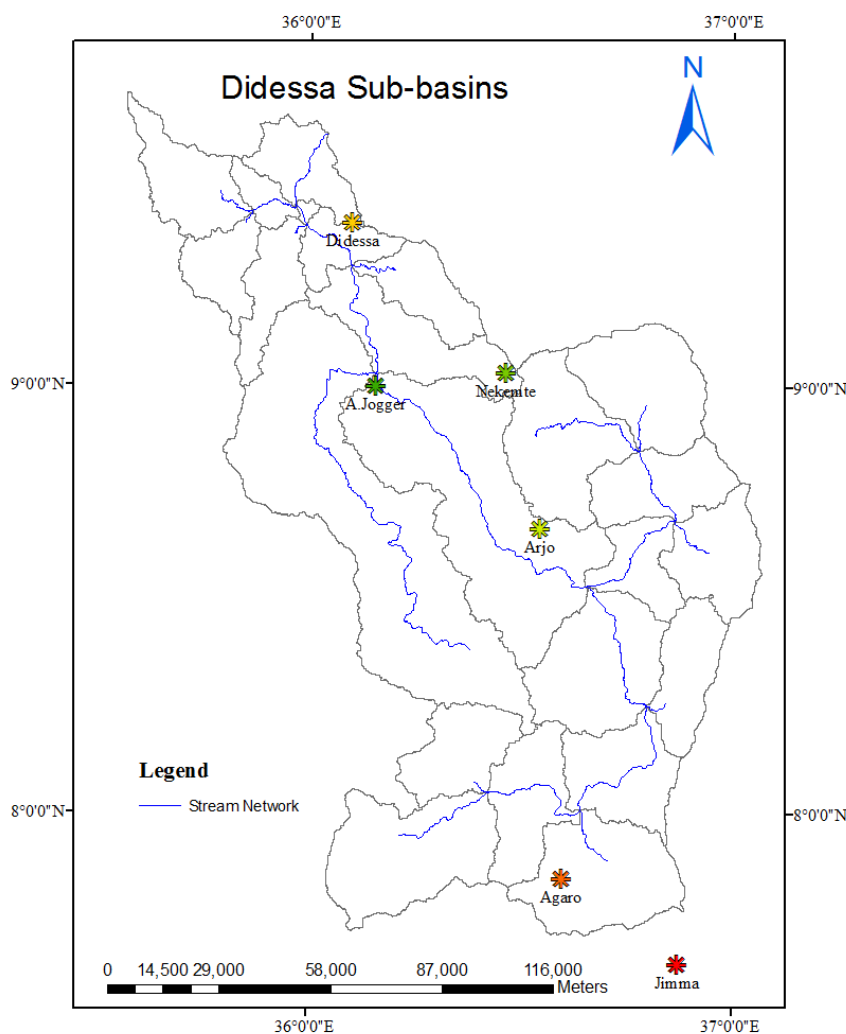 36°0'0"E 37°0'0"E
Didessa Sub-basins
N
Didessa
9°0'0"N 9°0'0"N
Nekemte
A.Jogger
Arjo
Legend
Stream Network
8°0'0"N 8°0'0"N
Agaro
Jimma
0 14,500 29,000 58,000 87,000 116,000
Meters
36°0'0"E 37°0'0"E